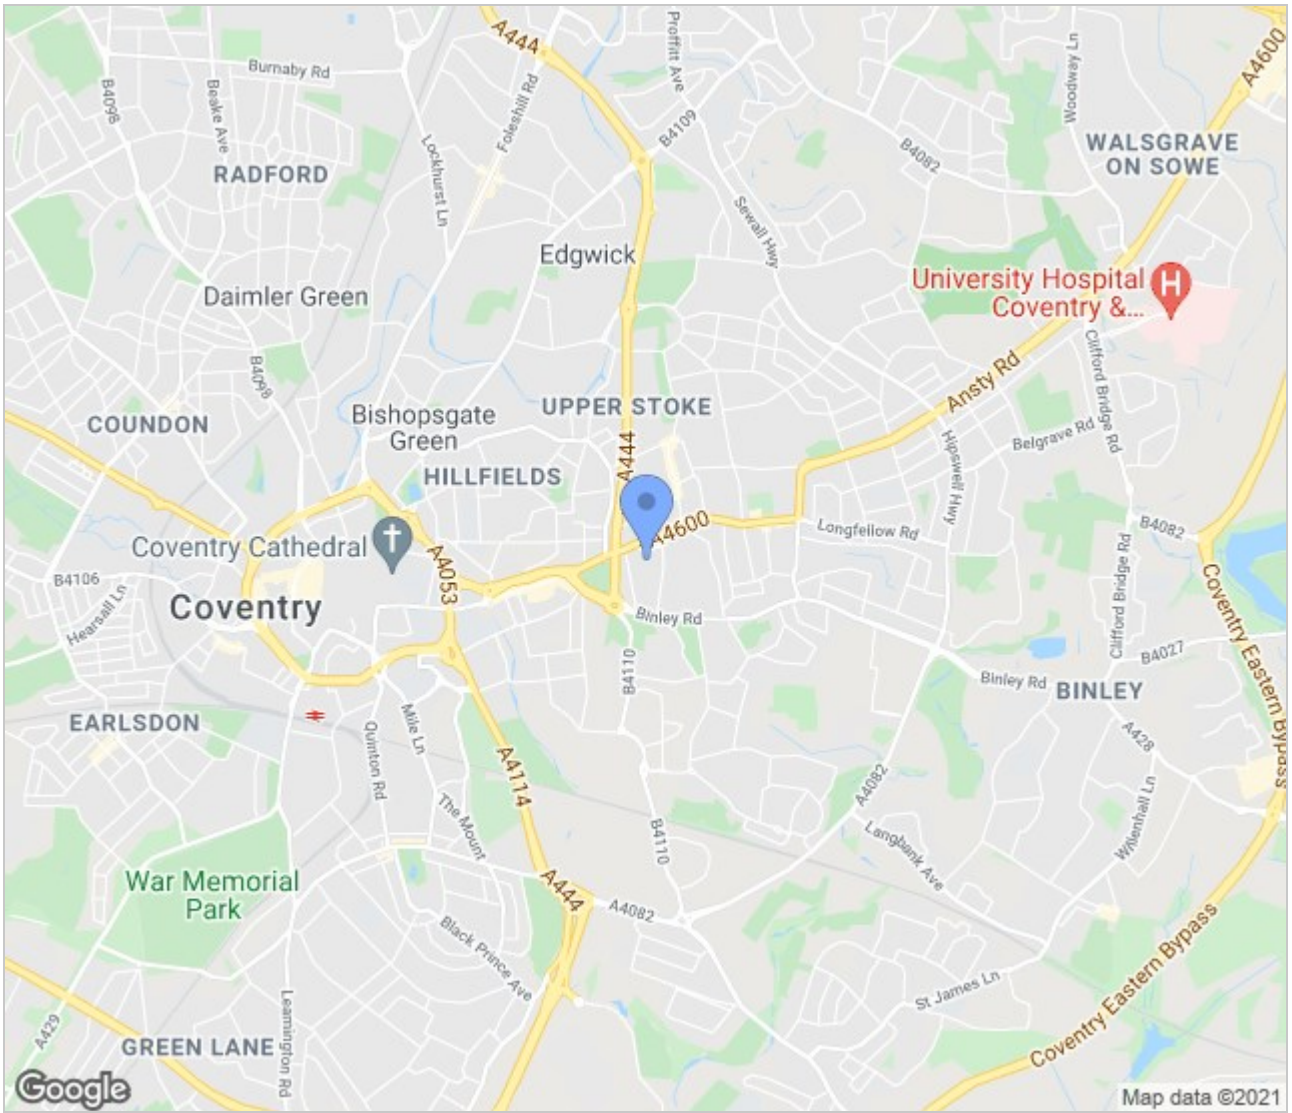 A444
Proffitt Ave
Woodway Ln
A4600
Burnaby Rd
B4098
Beake Ave
Foleshill Rd
B4109
B4082
WALSGRAVE
ON SOWE
RADFORD
Lockhurst Ln
Sewall Hwy
Edgwick
University Hospital
Coventry &...
H
Daimler Green
B4098
Clifford Bridge Rd
Ansty Rd
COUNDON
Bishopsgate
Green
UPPER STOKE
A444
Hipswell Hwy
Belgrave Rd
HILLFIELDS
Coventry Cathedral
A4053
A4600
Longfellow Rd
B4082
Clifford Bridge Rd
B4106
Hearsall Ln
Coventry
Binley Rd
Coventry Eastern Bypass
B4027
B4110
Binley Rd
BINLEY
EARLSDON
Mile Ln
Quinton Rd
A428
A4114
A4082
The Mount
B4110
Langbank Ave
Willenhall Ln
War Memorial
Park
A444
A4082
Black Prince Ave
St James Ln
Coventry Eastern Bypass
A429
GREEN LANE
Leamington Rd
Google
Map data ©2021